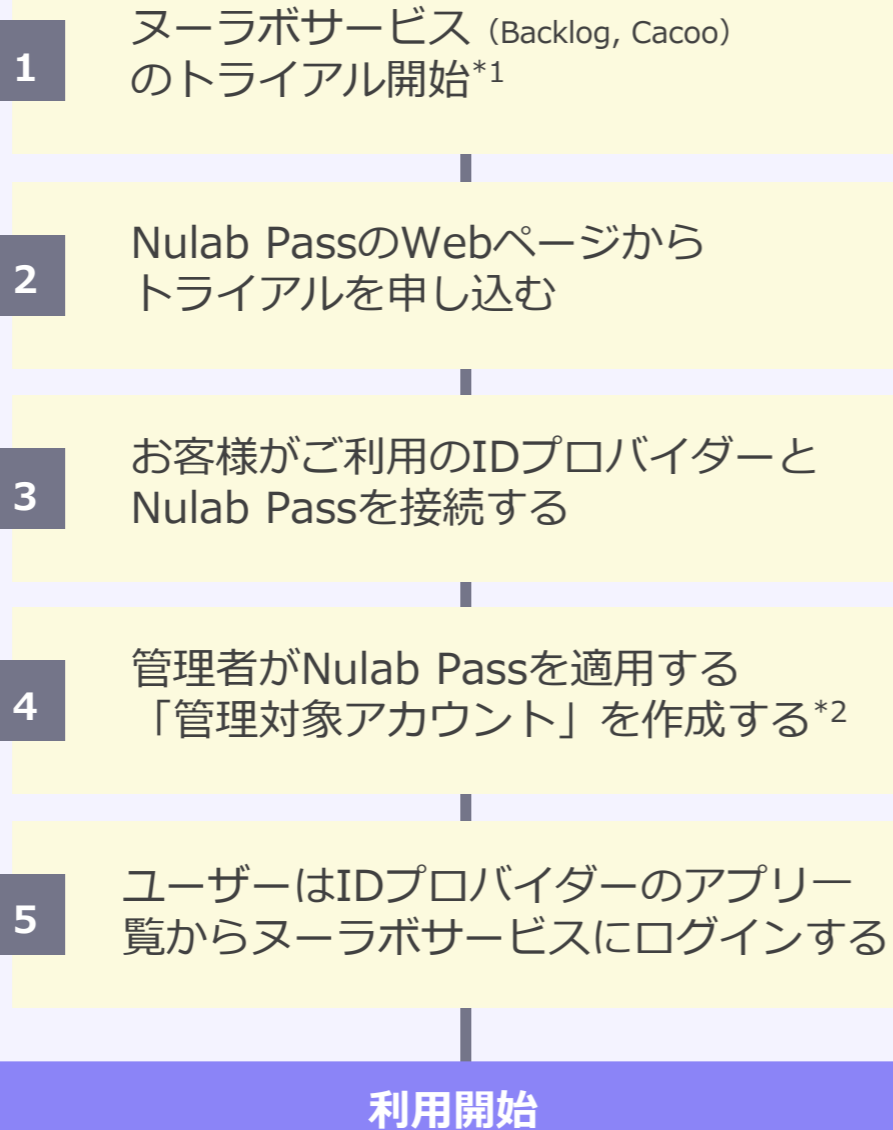 1
ヌーラボサービス（Backlog, Cacoo）
のトライアル開始*1
2
Nulab PassのWebページから
トライアルを申し込む
3
お客様がご利用のIDプロバイダーと
Nulab Passを接続する
4
管理者がNulab Passを適用する
「管理対象アカウント」を作成する*2
5
ユーザーはIDプロバイダーのアプリ一
覧からヌーラボサービスにログインする
利用開始